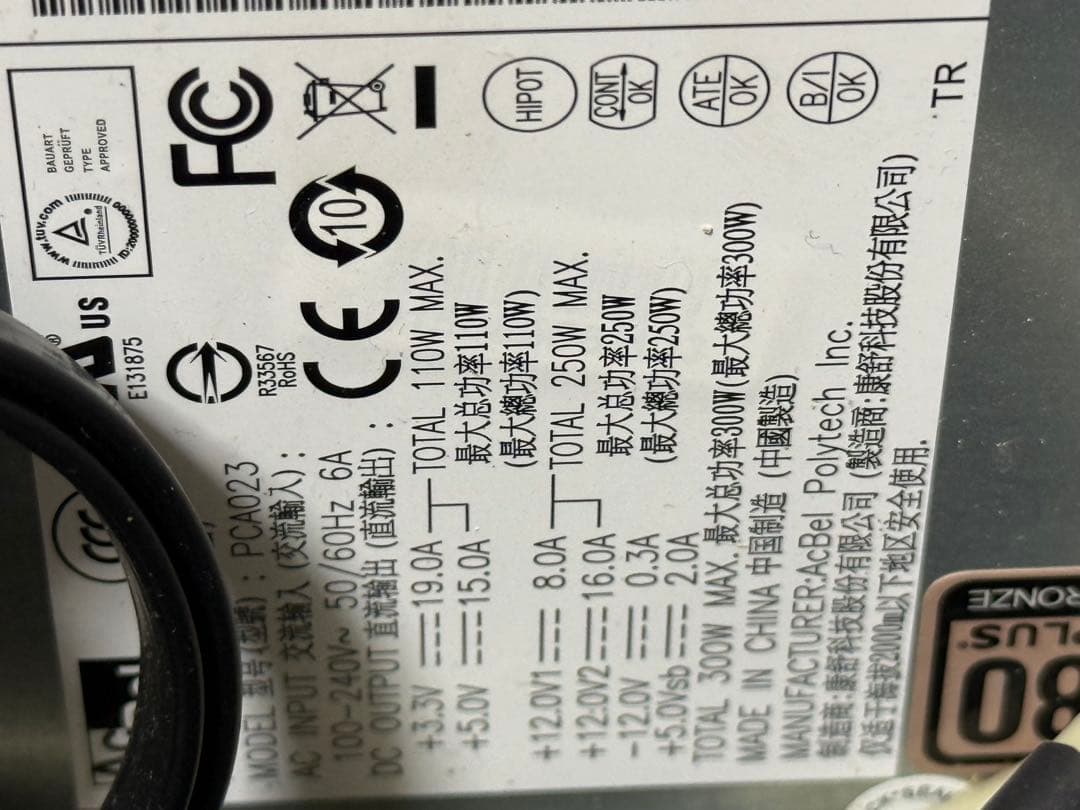 MODEL 型号(型號) : PCA023
AC INPUT 交流输入 (交流輸入) :
100-240V~ 50/60Hz 6A
DC OUTPUT 直流输出 (直流輸出) :
+3.3V 19.0A TOTAL 110W MAX.
+5.0V 15.0A 最大总功率110W
(最大總功率110W)
+12.0V1 8.0A TOTAL 250W MAX.
+12.0V2 16.0A 最大总功率250W
-12.0V 0.3A (最大總功率250W)
+5.0Vsb 2.0A
TOTAL 300W MAX.最大总功率300W(最大總功率300W)
MADE IN CHINA 中国制造 (中國製造)
MANUFACTURER:AcBel Polytech Inc.
制造商:康舒科技股份有限公司 (製造商:康舒科技股份有限公司)
仅适于海拔2000m以下地区安全使用.
CCC
US
E131875
www.tuv.com
TÜVRheinland
BAUART
GEPRÜFT
TYPE
APPROVED
R33567
RoHS
FC
CE
10
HIPOT
CONT OK
ATE OK
B/I OK
TR
80
PLUS